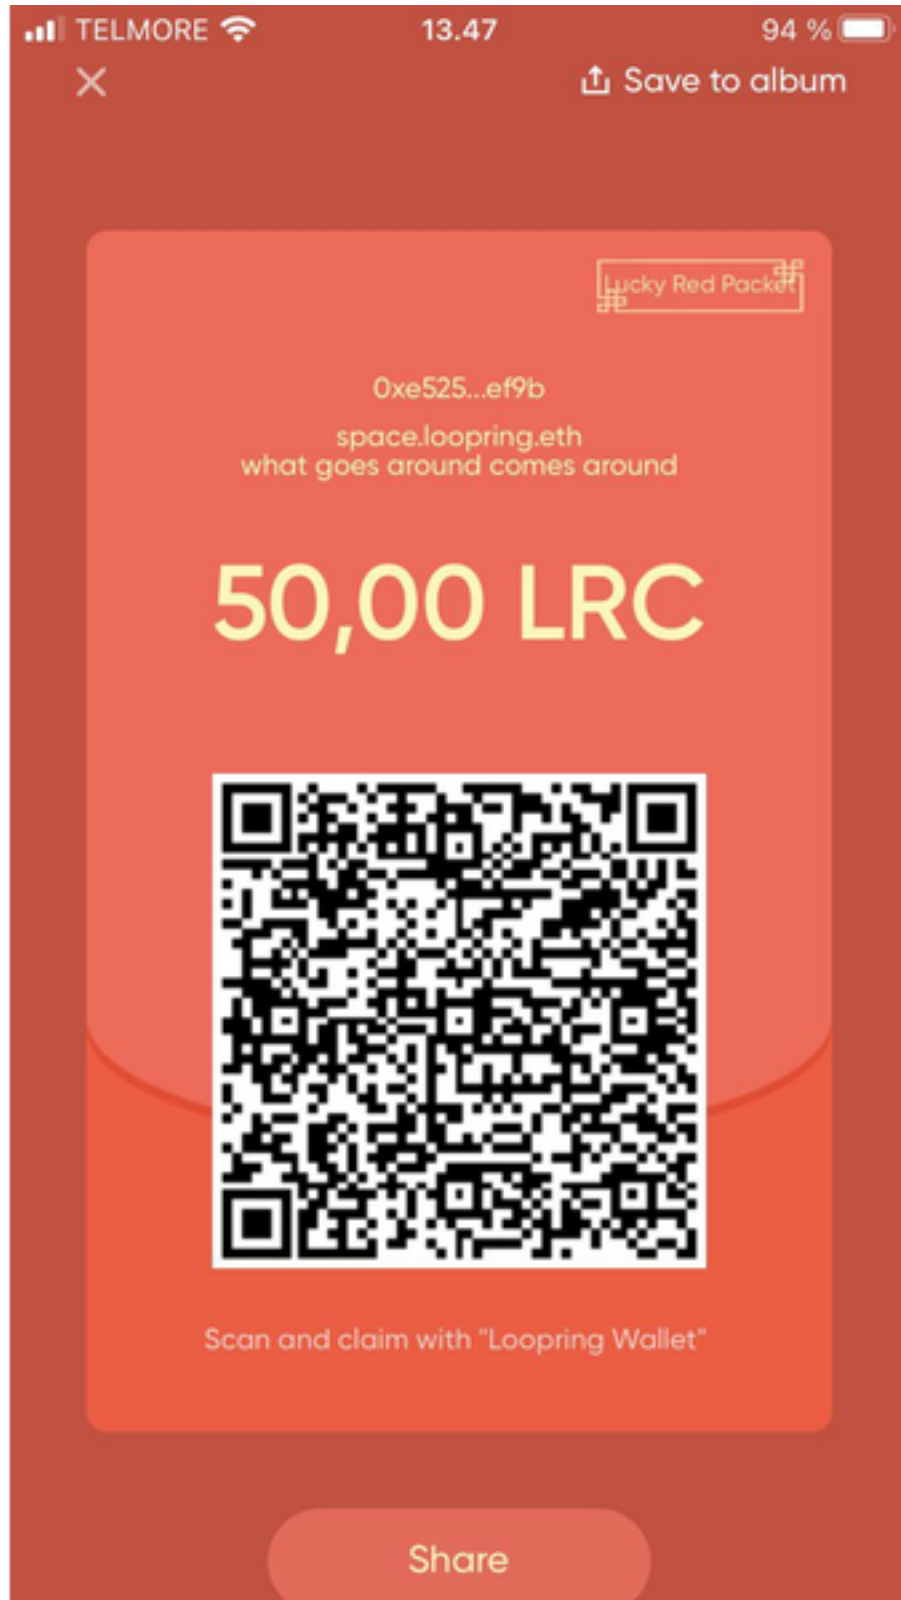 TELMORE 13.47 94 %
Save to album
Lucky Red Packet
0xe525...ef9b
space.loopring.eth
what goes around comes around
50,00 LRC
Scan and claim with "Loopring Wallet"
Share